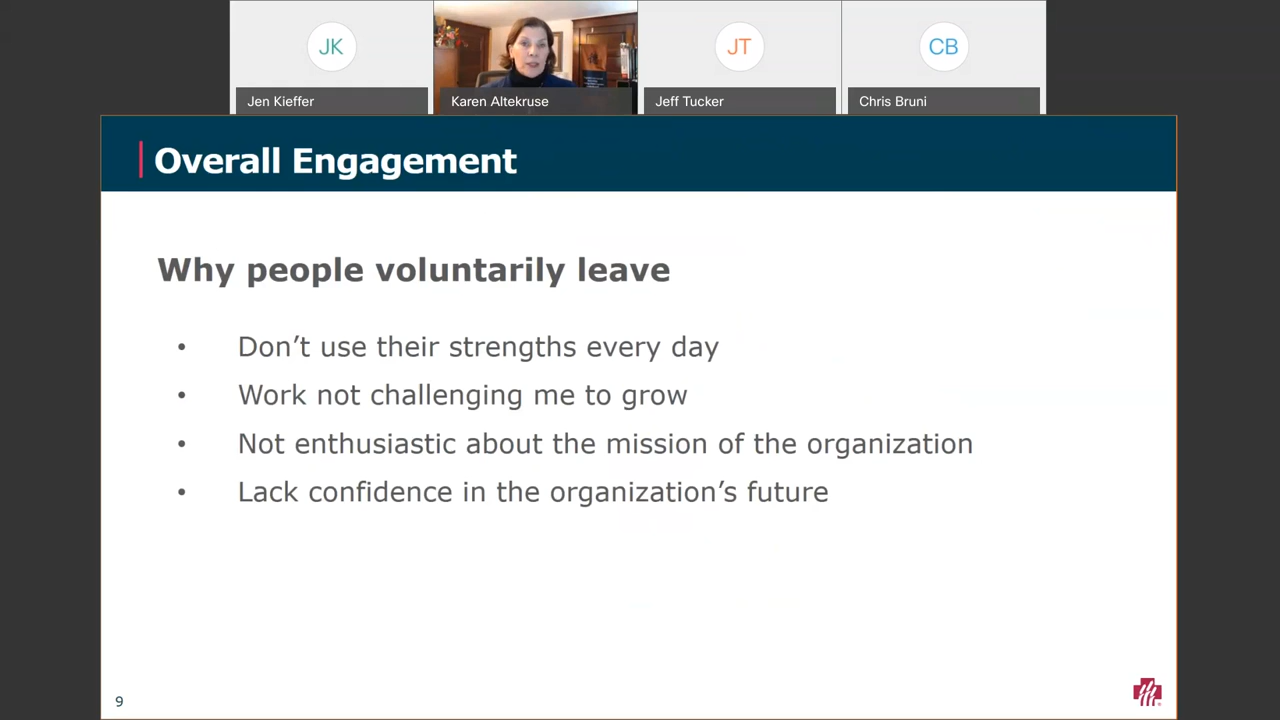 JK
JT
CB
Jen Kieffer
Karen Altekruse
Jeff Tucker
Chris Bruni
Overall Engagement
Why people voluntarily leave
• Don’t use their strengths every day
• Work not challenging me to grow
• Not enthusiastic about the mission of the organization
• Lack confidence in the organization’s future
9